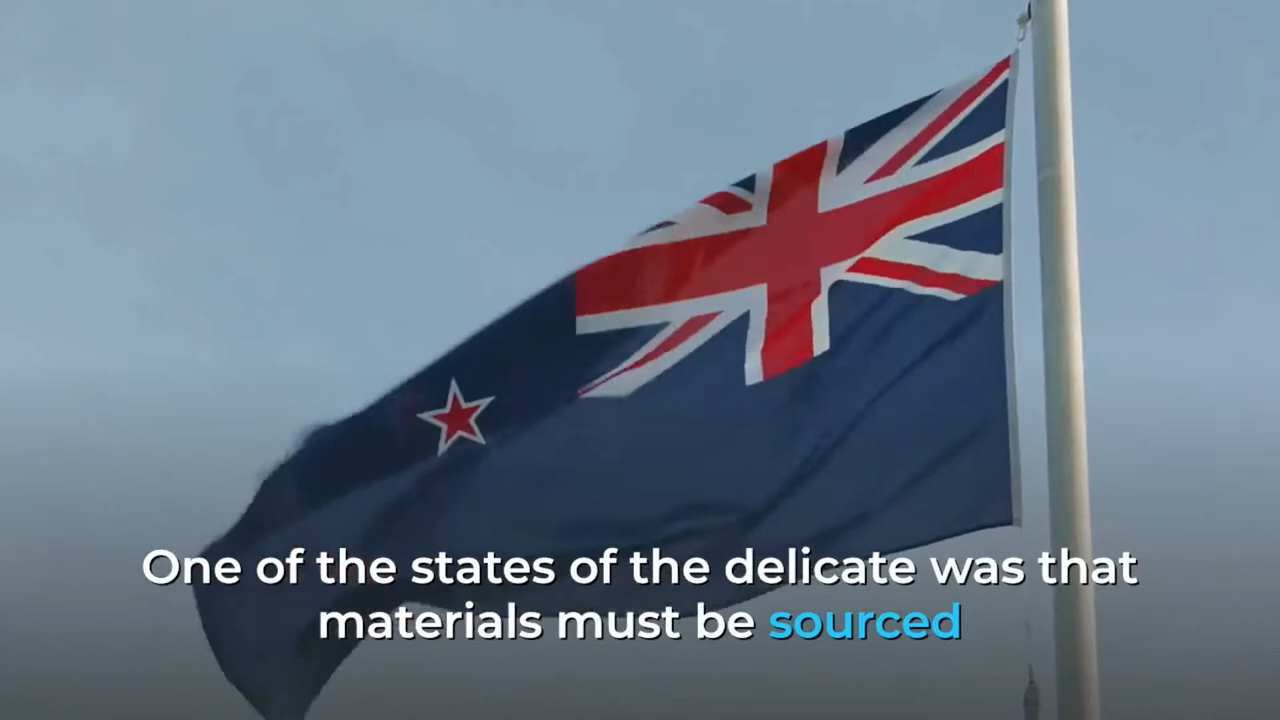 One of the states of the delicate was that
materials must be sourced